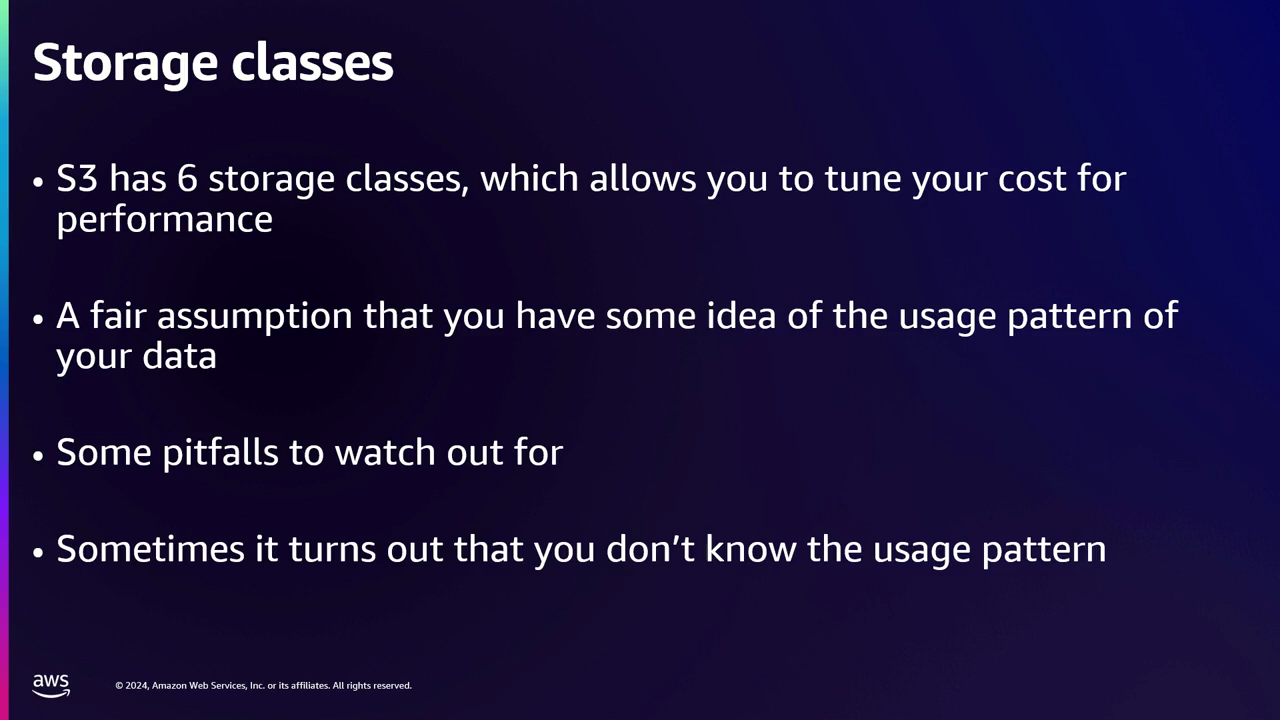 Storage classes
• S3 has 6 storage classes, which allows you to tune your cost for
performance
• A fair assumption that you have some idea of the usage pattern of
your data
• Some pitfalls to watch out for
• Sometimes it turns out that you don’t know the usage pattern
aws
© 2024, Amazon Web Services, Inc. or its affiliates. All rights reserved.